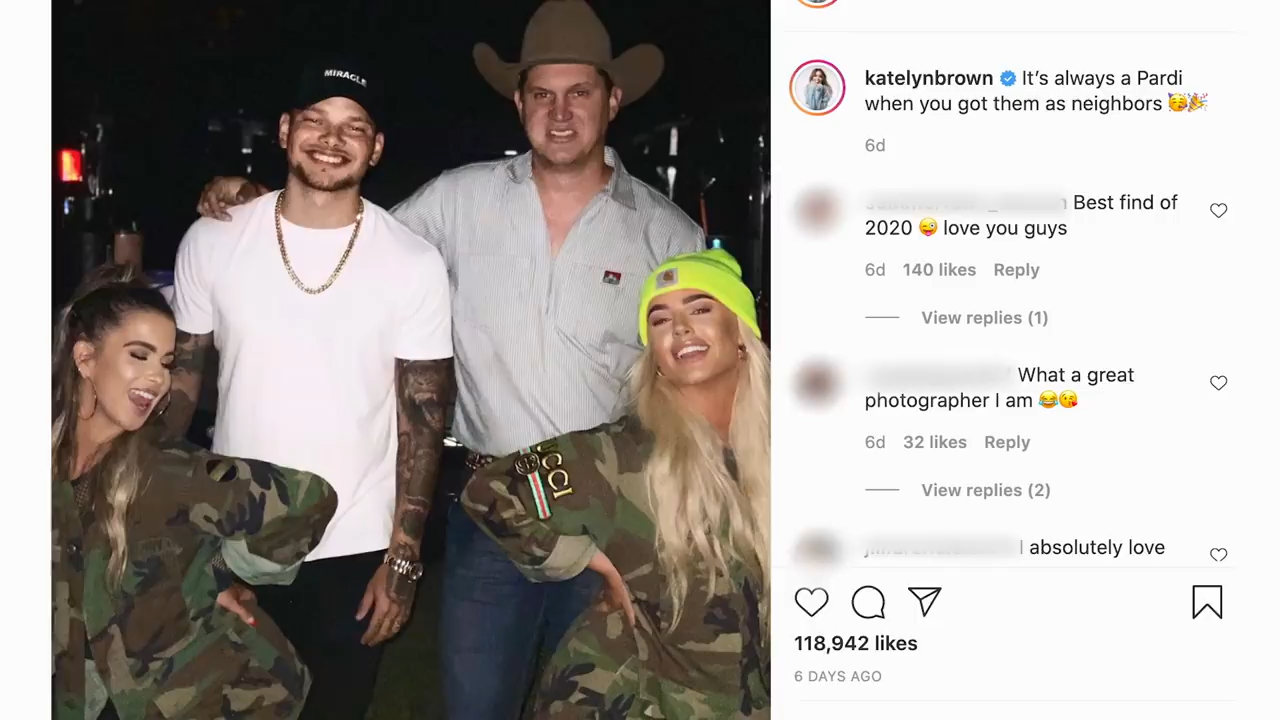 MIRACLE
UCCI
katelynbrown It’s always a Pardi
when you got them as neighbors 🥳🎉
6d
Best find of
2020 😜 love you guys
6d 140 likes Reply
View replies (1)
What a great
photographer I am 😂😘
6d 32 likes Reply
View replies (2)
I absolutely love
118,942 likes
6 DAYS AGO